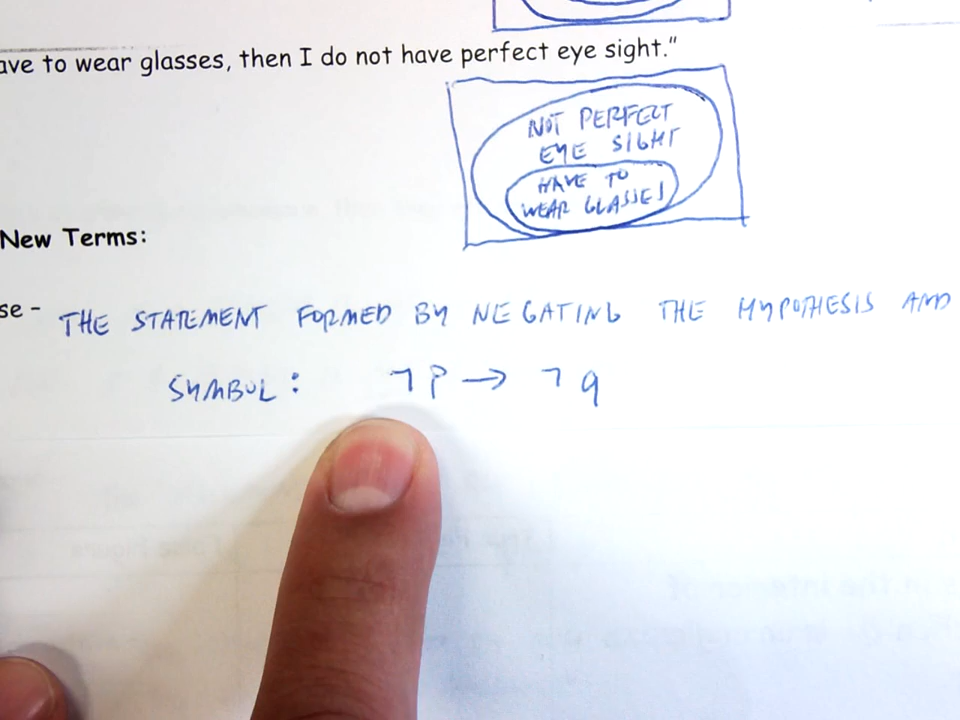 ave to wear glasses, then I do not have perfect eye sight."
NOT PERFECT
EYE SIGHT
HAVE TO
WEAR GLASSES
New Terms:
se - THE STATEMENT FORMED BY NEGATING THE HYPOTHESIS AND
SYMBOL: ¬p → ¬q